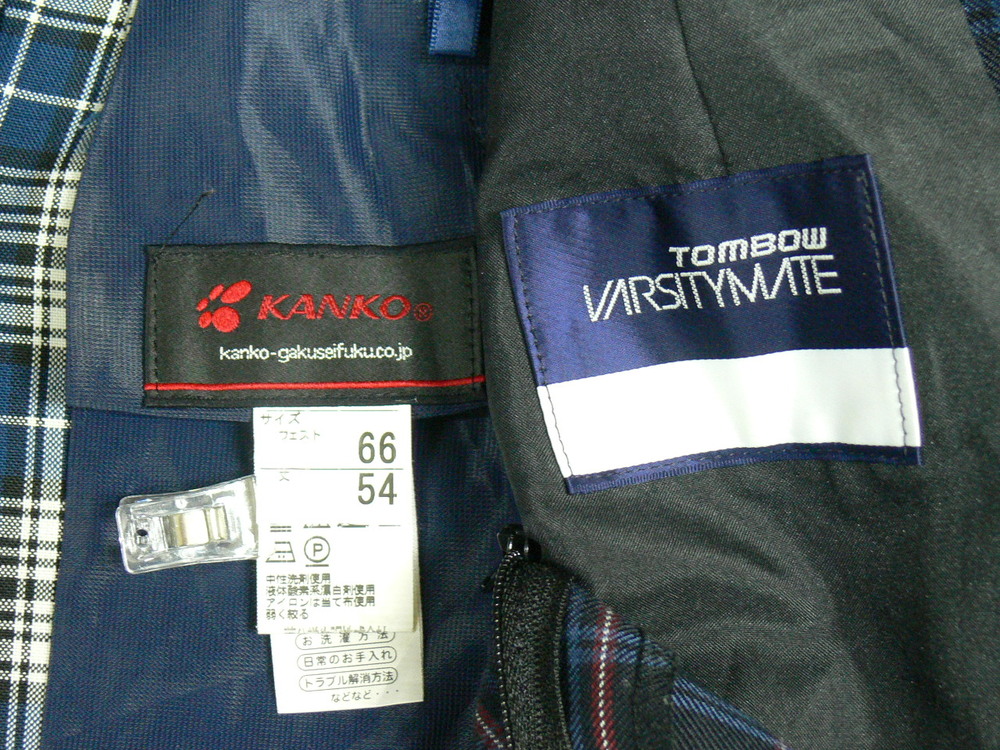 KANKO®
kanko-gakuseifuku.co.jp
TOMBOW
VARSITYMATE
サイズ
ウェスト 66
丈 54
P
中性洗剤使用
液体酸素系漂白剤使用
アイロンは当て布使用
弱く絞る
お洗濯方法
日常のお手入れ
トラブル解消方法
などなど・・・